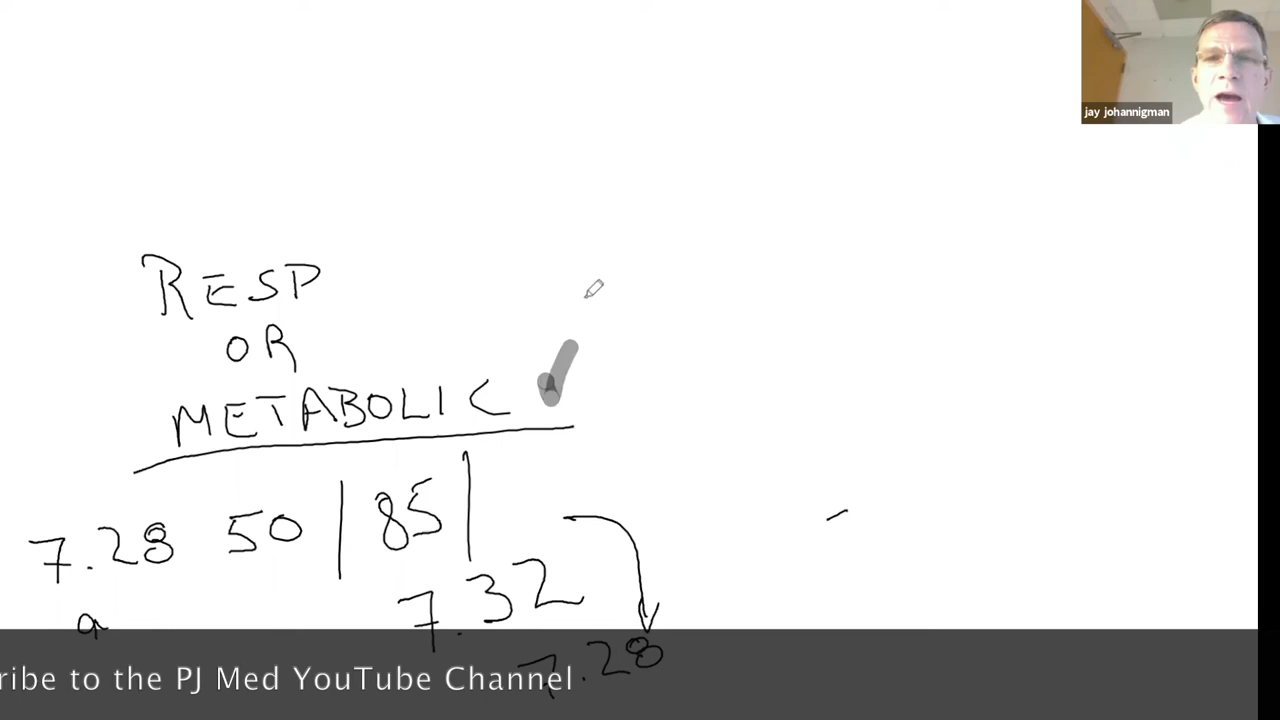 jay johannigman
RESP
OR
METABOLIC
7.28 50 | 85 |
a
7.32
7.28
ribe to the PJ Med YouTube Channel